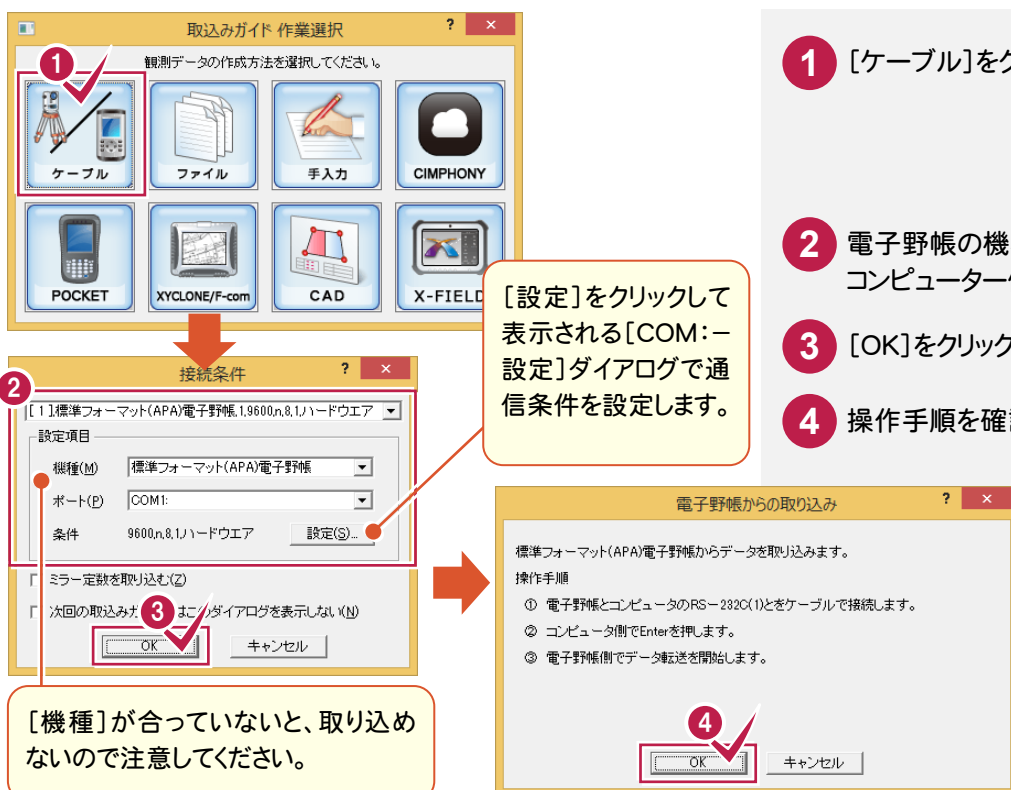 取込みガイド 作業選択 ? ×
観測データの作成方法を選択してください。
1
ケーブル
ファイル
手入力
CIMPHONY
POCKET
XYCLONE/F-com
CAD
X-FIELD
[設定]をクリックして
表示される[COM:-
設定]ダイアログで通
信条件を設定します。
2
接続条件 ? ×
[ 1 ]標準フォーマット(APA)電子野帳,1,9600,n,8,1,ハードウエア
設定項目
機種(M) 標準フォーマット(APA)電子野帳
ポート(P) COM1:
条件 9600,n,8,1,ハードウエア 設定(S)...
ミラー定数を取り込む(Z)
次回の取込みガ はこのダイアログを表示しない(N)
3
OK キャンセル
[機種]が合っていないと、取り込め
ないので注意してください。
1 [ケーブル]をク
2 電子野帳の機
コンピューター
3 [OK]をクリック
4 操作手順を確
電子野帳からの取り込み ? ×
標準フォーマット(APA)電子野帳からデータを取り込みます。
操作手順
① 電子野帳とコンピュータのRS-232C(1)とをケーブルで接続します。
② コンピュータ側でEnterを押します。
③ 電子野帳側でデータ転送を開始します。
4
OK キャンセル